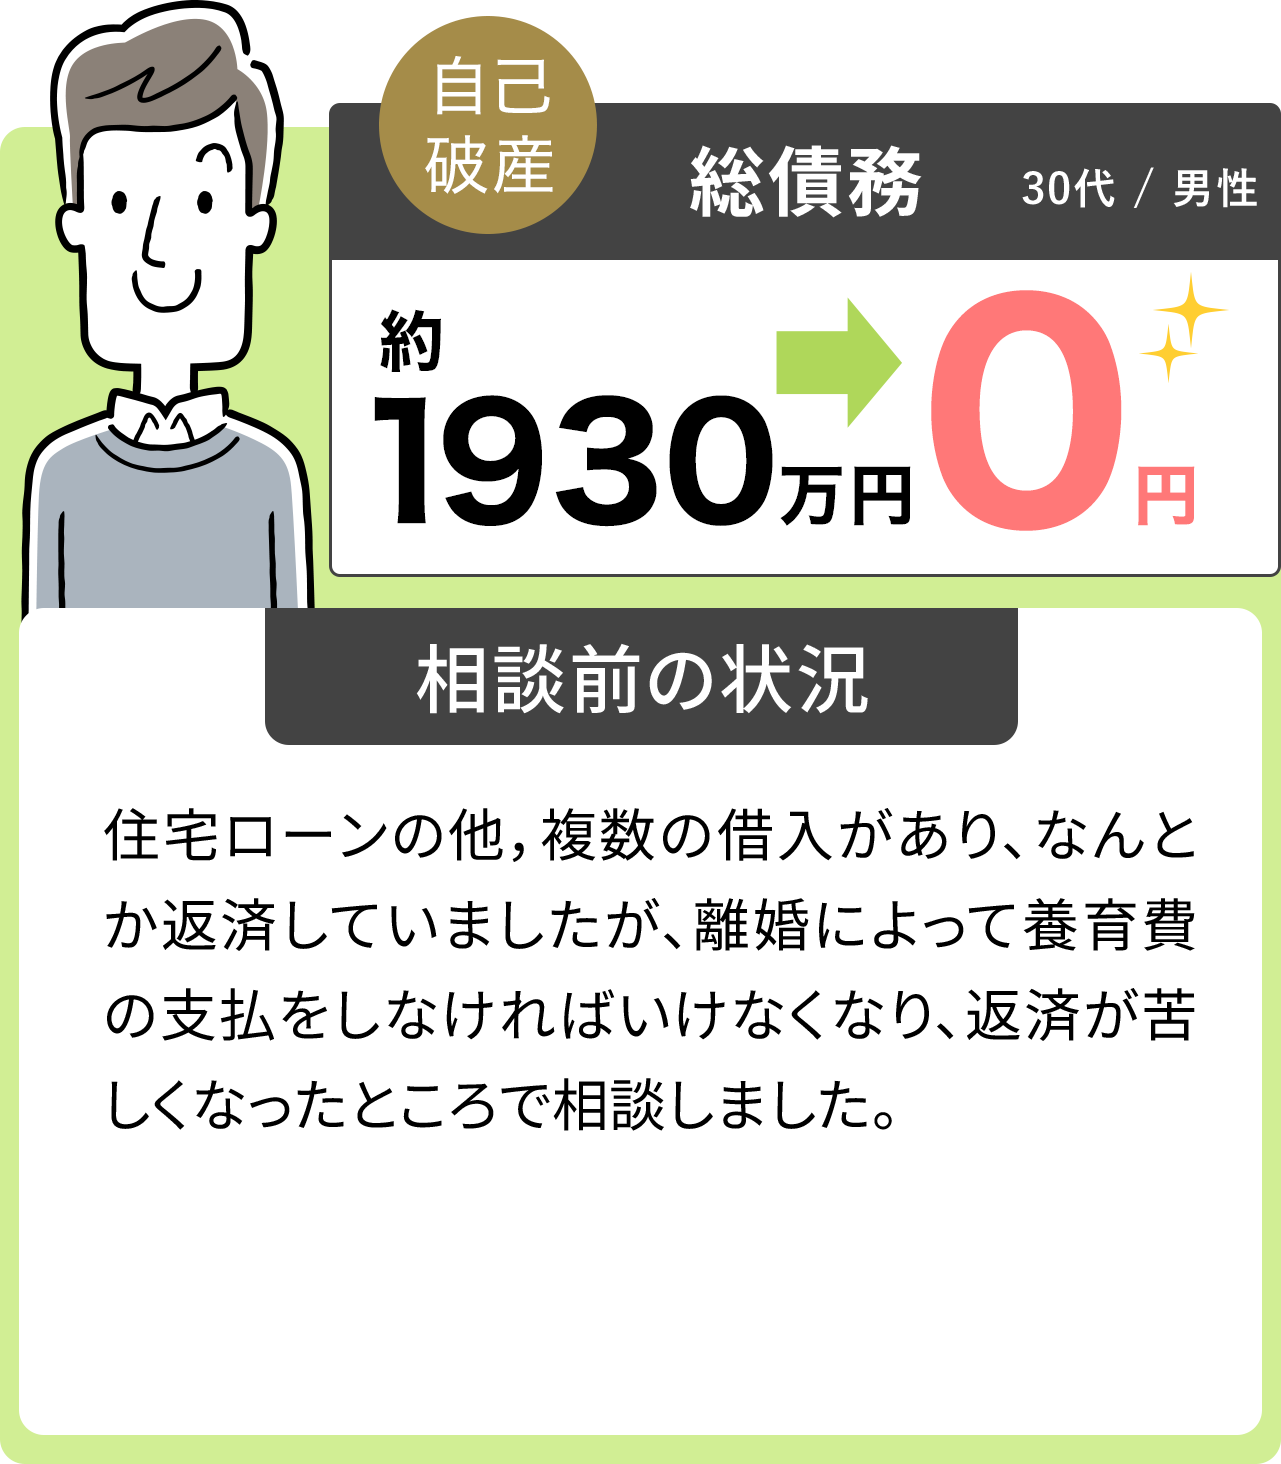 自己
破産
総債務
30代 / 男性
約
1930万円
0円
相談前の状況
住宅ローンの他，複数の借入があり、なんと
か返済していましたが、離婚によって養育費
の支払をしなければいけなくなり、返済が苦
しくなったところで相談しました。